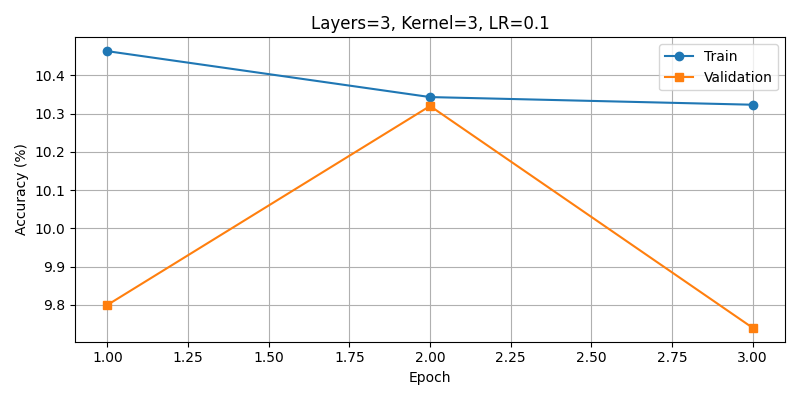 Layers=3, Kernel=3, LR=0.1
Train
Validation
Accuracy (%)
10.4
10.3
10.2
10.1
10.0
9.9
9.8
1.00 1.25 1.50 1.75 2.00 2.25 2.50 2.75 3.00
Epoch